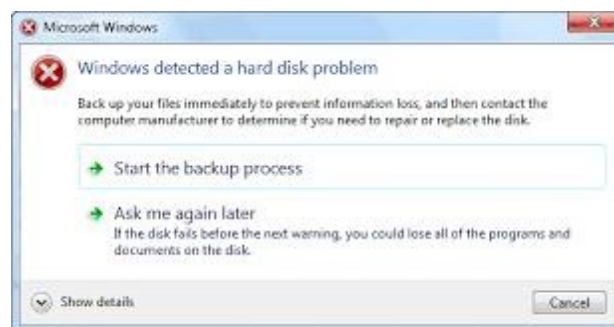 Microsoft Windows
Windows detected a hard disk problem
Back up your files immediately to prevent information loss, and then contact the
computer manufacturer to determine if you need to repair or replace the disk.
Start the backup process
Ask me again later
If the disk fails before the next warning, you could lose all of the programs and
documents on the disk.
Show details
Cancel